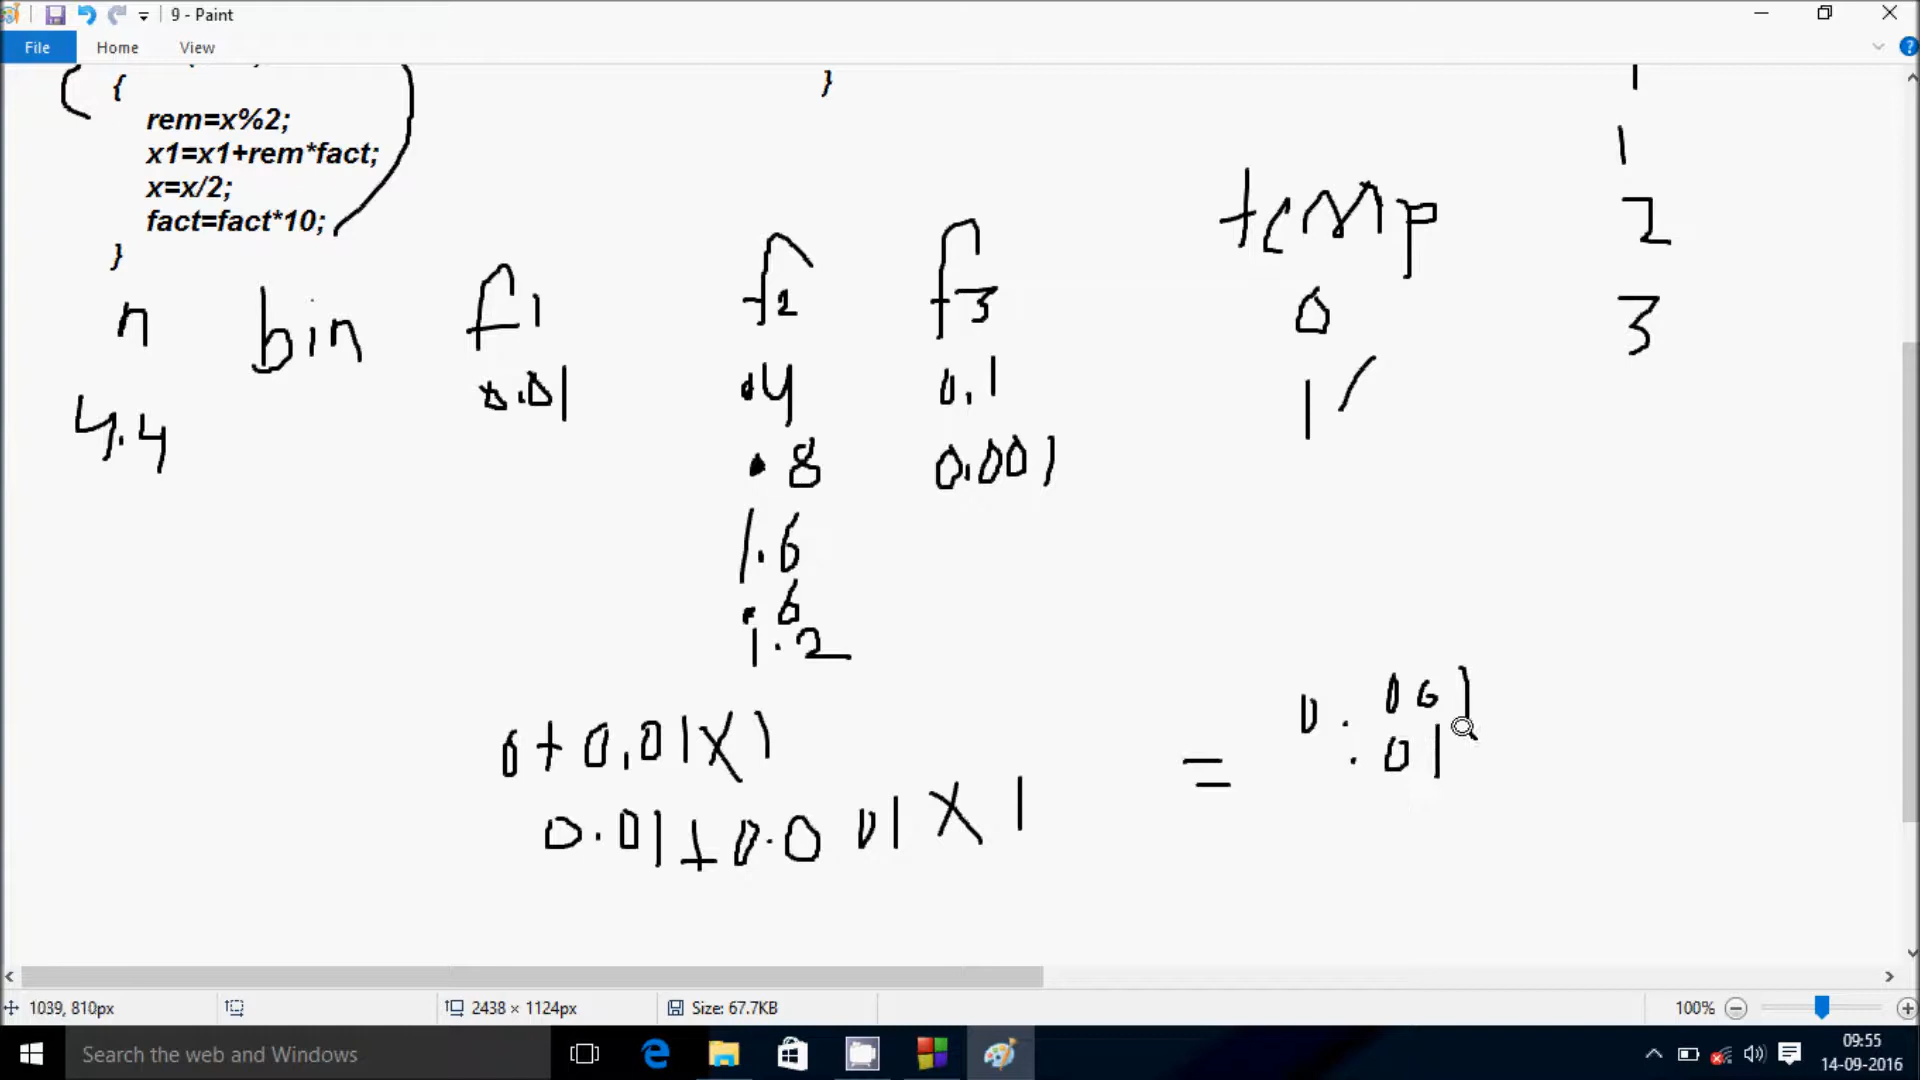 9 - Paint
File Home View
{
rem=x%2;
x1=x1+rem*fact;
x=x/2;
fact=fact*10;
}
}
1
1
2
3
n bin f1 f2 f3 temp
4.4 0.01 .4 0.1 0
.8 0.001 1
1.6
.6
1.2
0+0.01X1
0.01+0.001X1 = 0.001
.01
1039, 810px 2438 × 1124px Size: 67.7KB 100%
Search the web and Windows
09:55
14-09-2016